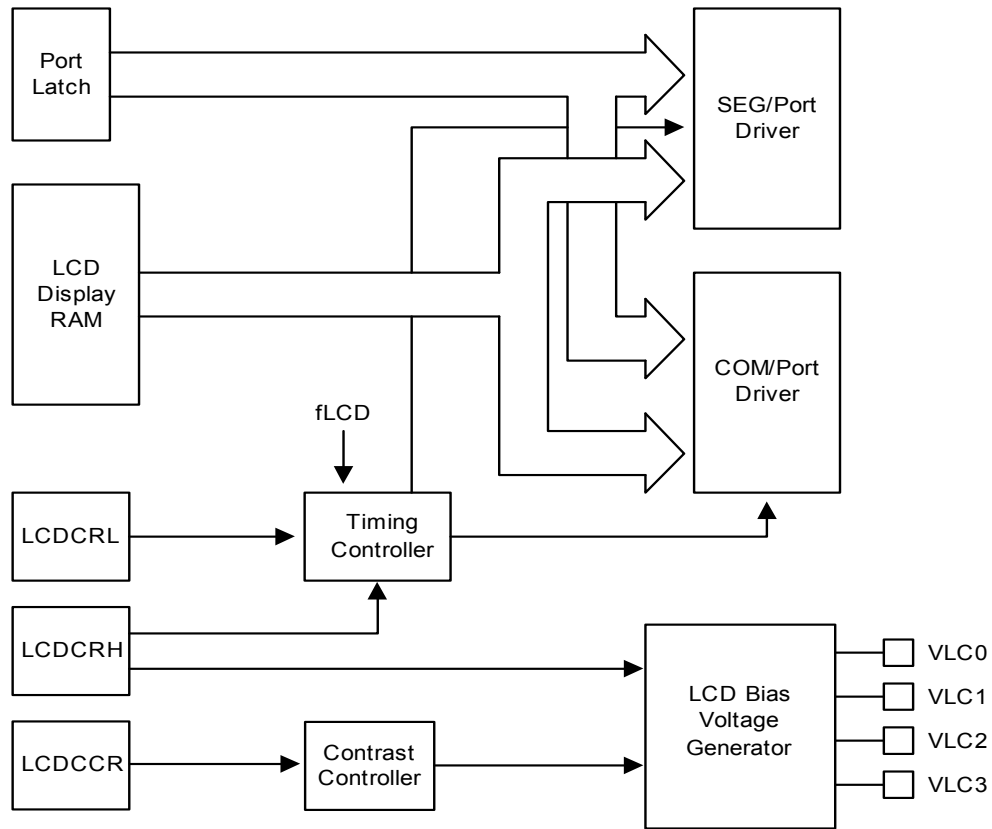 Port
Latch
SEG/Port
Driver
LCD
Display
RAM
COM/Port
Driver
fLCD
LCDCRL
Timing
Controller
LCDCRH
LCD Bias
Voltage
Generator
VLC0
VLC1
VLC2
VLC3
LCDCCR
Contrast
Controller